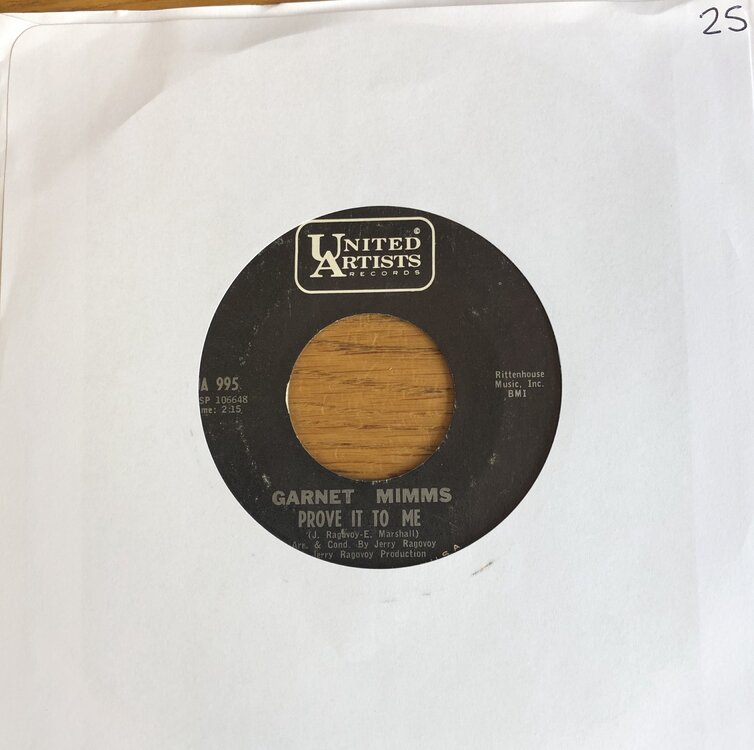 25
UNITED
ARTISTS
RECORDS
©
A 995
SP 106648
me: 2:15
Rittenhouse
Music, Inc.
BMI
GARNET MIMMS
PROVE IT TO ME
(J. Ragovoy-E. Marshall)
Arr. & Cond. By Jerry Ragovoy
Jerry Ragovoy Production